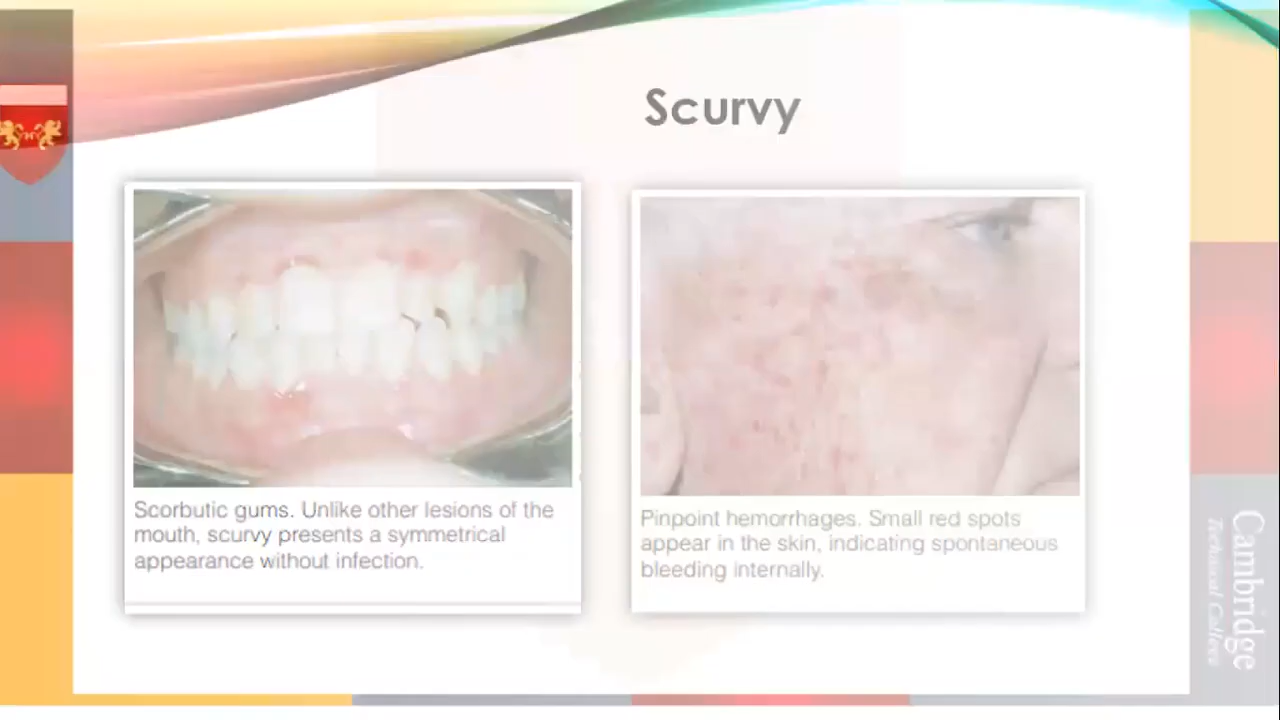 Scurvy
Scorbutic gums. Unlike other lesions of the
mouth, scurvy presents a symmetrical
appearance without infection.
Pinpoint hemorrhages. Small red spots
appear in the skin, indicating spontaneous
bleeding internally.
Cambridge
Technical College